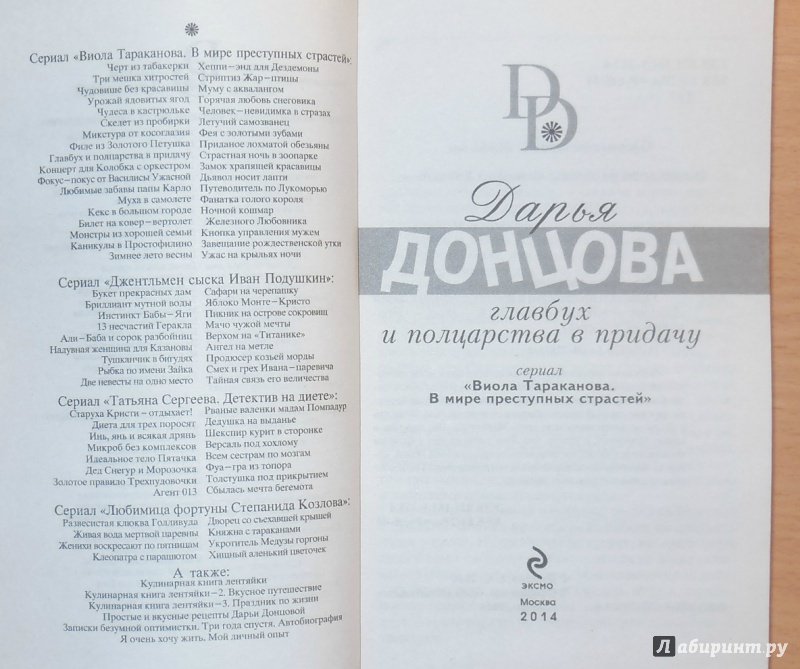 Сериал «Виола Тараканова. В мире преступных страстей»:
Черт из табакерки
Три мешка хитростей
Чудовище без красавицы
Урожай ядовитых ягод
Чудеса в кастрюльке
Скелет из пробирки
Микстура от косоглазия
Филе из Золотого Петушка
Главбух и полцарства в придачу
Концерт для Колобка с оркестром
Фокус-покус от Василисы Ужасной
Любимые забавы папы Карло
Муха в самолете
Кекс в большом городе
Билет на ковер-вертолет
Монстры из хорошей семьи
Каникулы в Простофилино
Зимнее лето весны
Хеппи-энд для Дездемоны
Стриптиз Жар-птицы
Муму с аквалангом
Горячая любовь снеговика
Человек-невидимка в стразах
Летучий самозванец
Фея с золотыми зубами
Приданое лохматой обезьяны
Страстная ночь в зоопарке
Замок храпящей красавицы
Дьявол носит лапти
Путеводитель по Лукоморью
Фанатка голого короля
Ночной кошмар
Железного Любовника
Кнопка управления мужем
Завещание рождественской утки
Ужас на крыльях ночи
Сериал «Джентльмен сыска Иван Подушкин»:
Букет прекрасных дам
Бриллиант мутной воды
Инстинкт Бабы-Яги
13 несчастий Геракла
Али-Баба и сорок разбойниц
Надувная женщина для Казановы
Тушканчик в бигудях
Рыбка по имени Зайка
Две невесты на одно место
Сафари на черепашку
Яблоко Монте-Кристо
Пикник на острове сокровищ
Мачо чужой мечты
Верхом на «Титанике»
Ангел на метле
Продюсер козьей морды
Смех и грех Ивана-царевича
Тайная связь его величества
Сериал «Татьяна Сергеева. Детектив на диете»:
Старуха Кристи – отдыхает!
Диета для трех поросят
Инь, янь и всякая дрянь
Микроб без комплексов
Идеальное тело Пятачка
Дед Снегур и Морозочка
Золотое правило Трехпудовочки
Агент 013
Рваные валенки мадам Помпадур
Дедушка на выданье
Шекспир курит в сторонке
Версаль под хохлому
Всем сестрам по мозгам
Фуа-гра из топора
Толстушка под прикрытием
Сбылась мечта бегемота
Сериал «Любимица фортуны Степанида Козлова»:
Развесистая клюква Голливуда
Живая вода мертвой царевны
Женихи воскресают по пятницам
Клеопатра с парашютом
Дворец со съехавшей крышей
Княжна с тараканами
Укротитель Медузы горгоны
Хищный аленький цветочек
А также:
Кулинарная книга лентяйки
Кулинарная книга лентяйки-2. Вкусное путешествие
Кулинарная книга лентяйки-3. Праздник по жизни
Простые и вкусные рецепты Дарьи Донцовой
Записки безумной оптимистки. Три года спустя. Автобиография
Я очень хочу жить. Мой личный опыт
DD
Дарья
ДОНЦОВА
главбух
и полцарства в придачу
сериал
«Виола Тараканова.
В мире преступных страстей»
ЭКСМО
Москва
2014
Лабиринт.ру